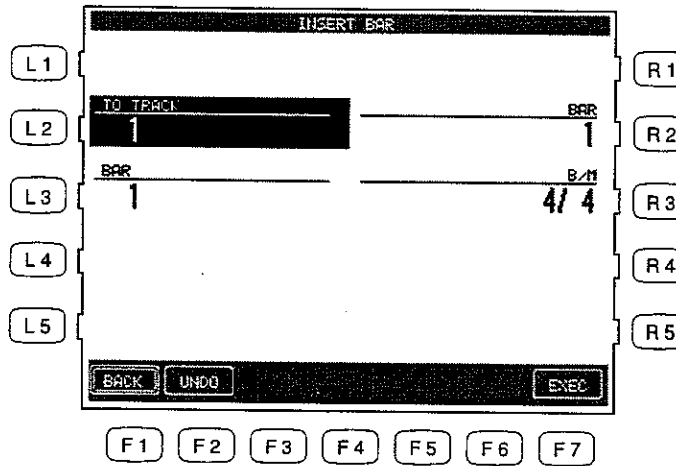 INSERT BAR
L1
R1
TO TRACK
BAR
L2
1
1
R2
BAR
B/M
L3
1
4/ 4
R3
L4
R4
L5
R5
BACK
UNDO
EXEC
F1
F2
F3
F4
F5
F6
F7